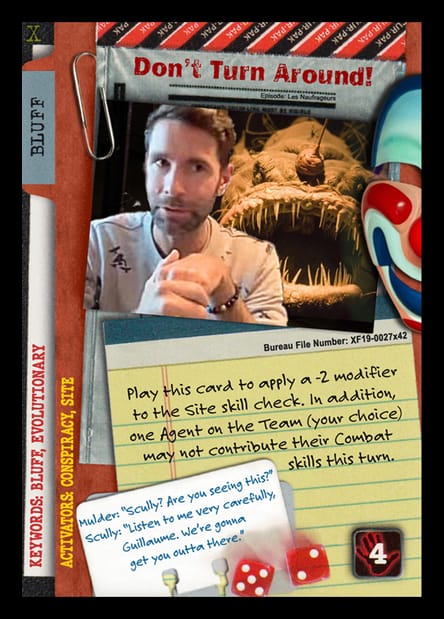 X
BLUFF
Don't Turn Around!
Episode: Les Naufrageurs
Bureau File Number: XF19-0027x42
Play this card to apply a -2 modifier
to the Site skill check. In addition,
one Agent on the Team (your choice)
may not contribute their Combat
skills this turn.
Mulder: "Scully? Are you seeing this?"
Scully: "Listen to me very carefully,
Guillaume. We're gonna
get you outta there."
4
KEYWORDS: BLUFF, EVOLUTIONARY
ACTIVATORS: CONSPIRACY, SITE